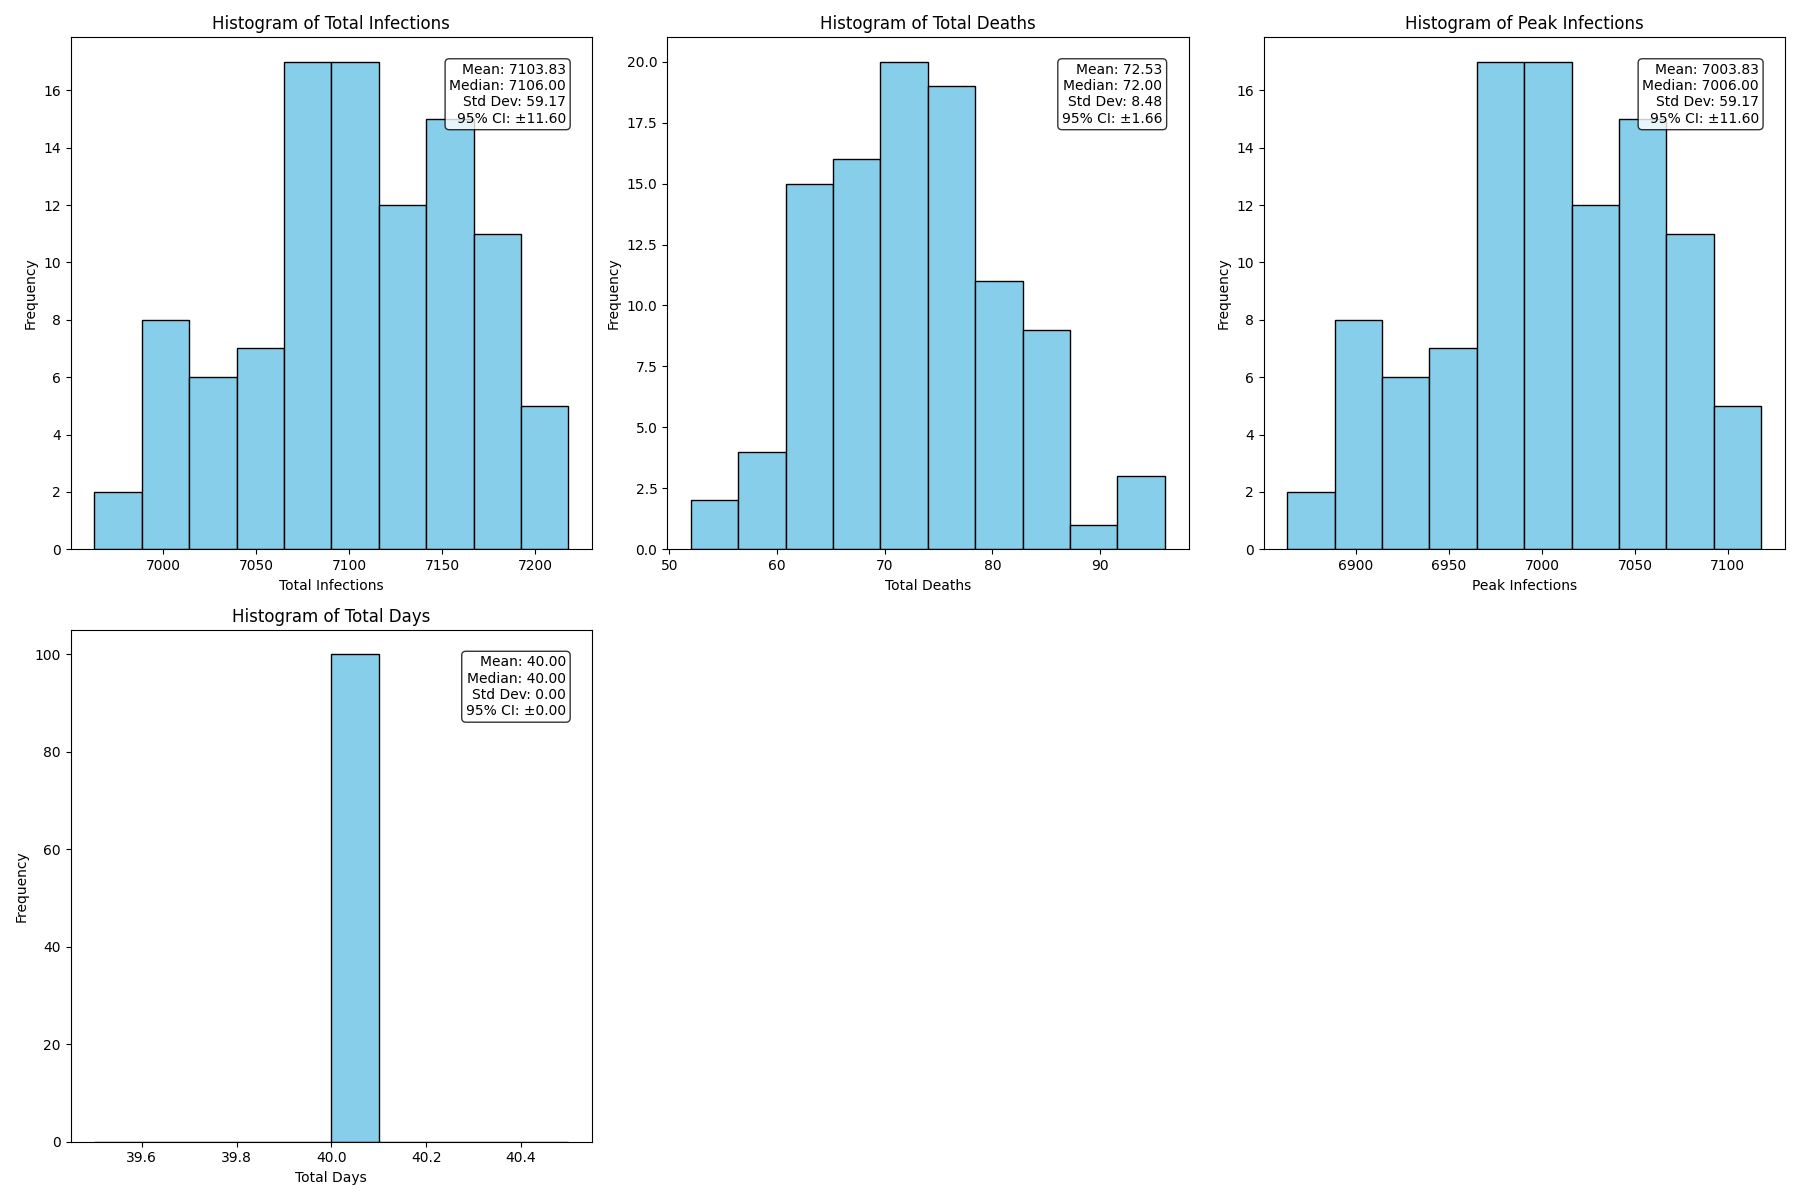 Histogram of Total Infections
Mean: 7103.83
Median: 7106.00
Std Dev: 59.17
95% CI: ±11.60
Frequency
16
14
12
10
8
6
4
2
0
7000 7050 7100 7150 7200
Total Infections
Histogram of Total Deaths
Mean: 72.53
Median: 72.00
Std Dev: 8.48
95% CI: ±1.66
Frequency
20.0
17.5
15.0
12.5
10.0
7.5
5.0
2.5
0.0
50 60 70 80 90
Total Deaths
Histogram of Peak Infections
Mean: 7003.83
Median: 7006.00
Std Dev: 59.17
95% CI: ±11.60
Frequency
16
14
12
10
8
6
4
2
0
6900 6950 7000 7050 7100
Peak Infections
Histogram of Total Days
Mean: 40.00
Median: 40.00
Std Dev: 0.00
95% CI: ±0.00
Frequency
100
80
60
40
20
0
39.6 39.8 40.0 40.2 40.4
Total Days